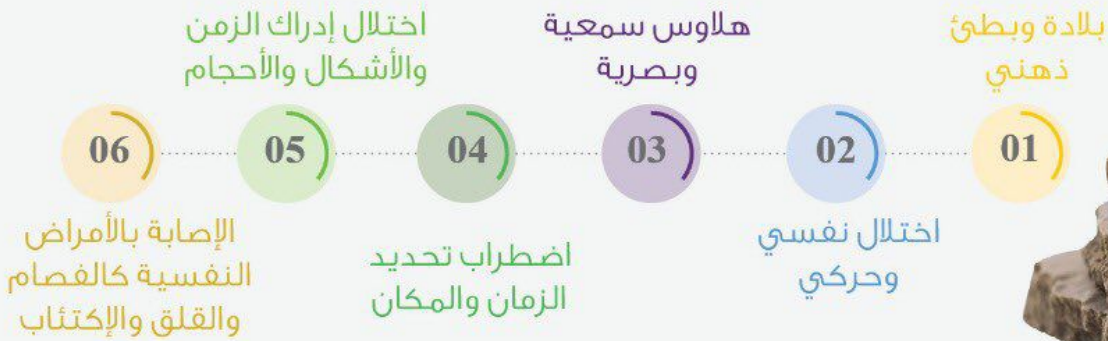 بلادة وبطئ
ذهني
01
02
اختلال نفسي
وحركي
هلاوس سمعية
وبصرية
03
04
اضطراب تحديد
الزمان والمكان
اختلال إدراك الزمن
والأشكال والأحجام
05
06
الإصابة بالأمراض
النفسية كالفصام
والقلق والإكتئاب